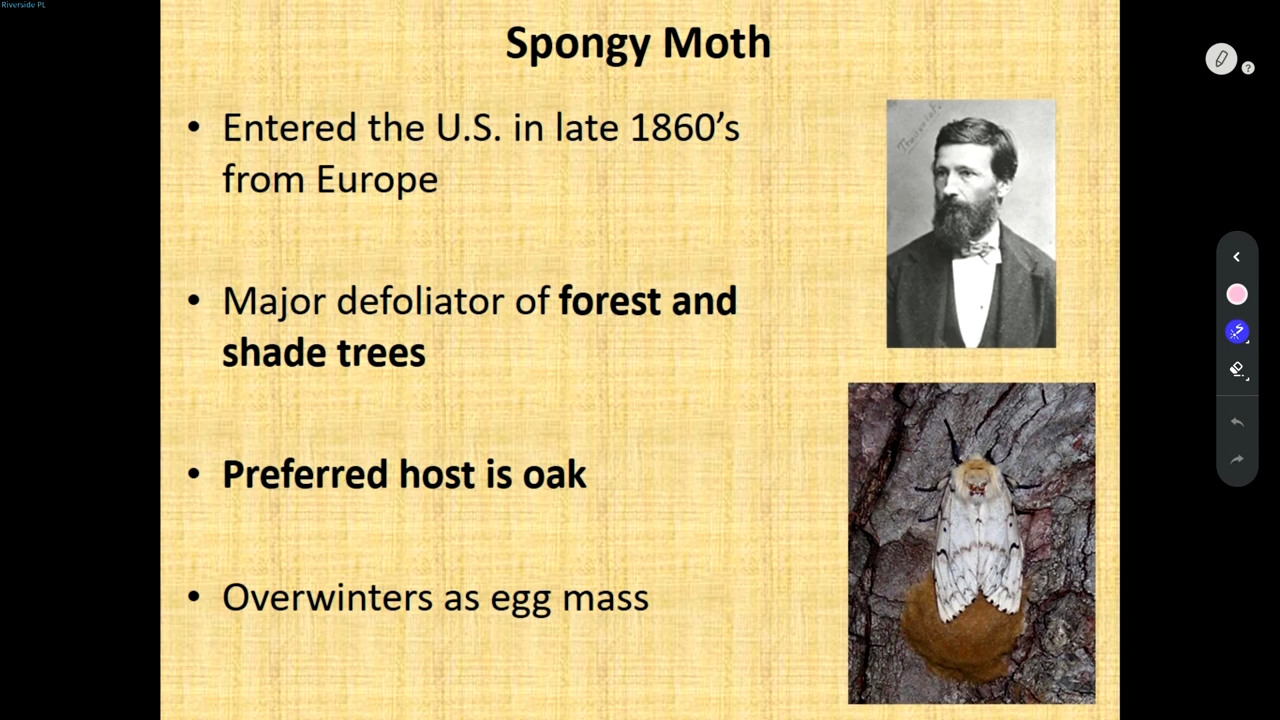 Riverside PL
Spongy Moth
• Entered the U.S. in late 1860’s
from Europe
• Major defoliator of forest and
shade trees
• Preferred host is oak
• Overwinters as egg mass
?